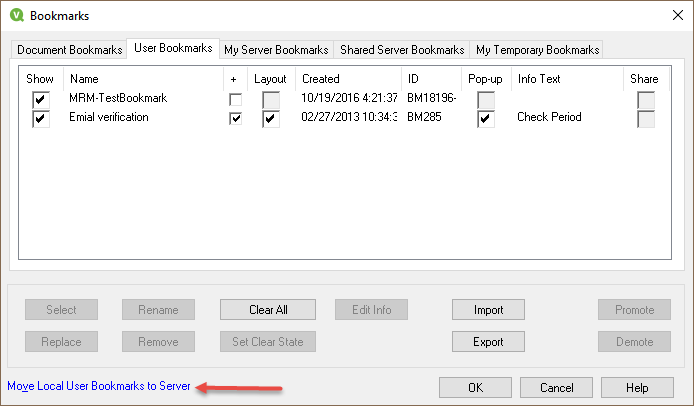 Bookmarks
Document Bookmarks User Bookmarks My Server Bookmarks Shared Server Bookmarks My Temporary Bookmarks
Show Name + Layout Created ID Pop-up Info Text Share
MRM-TestBookmark 10/19/2016 4:21:37 BM18196-
Emial verification 02/27/2013 10:34:3 BM285 Check Period
Select Rename Clear All Edit Info Import Promote
Replace Remove Set Clear State Export Demote
Move Local User Bookmarks to Server OK Cancel Help